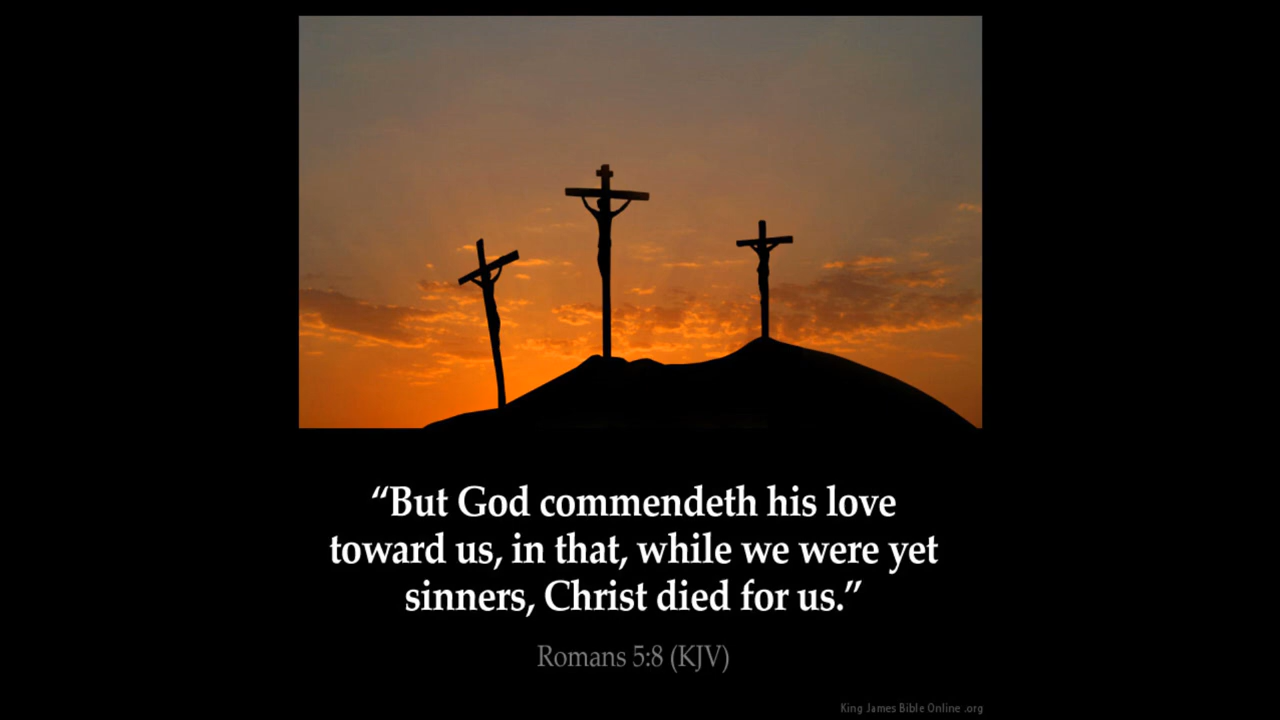 “But God commendeth his love
toward us, in that, while we were yet
sinners, Christ died for us.”
Romans 5:8 (KJV)
King James Bible Online .org